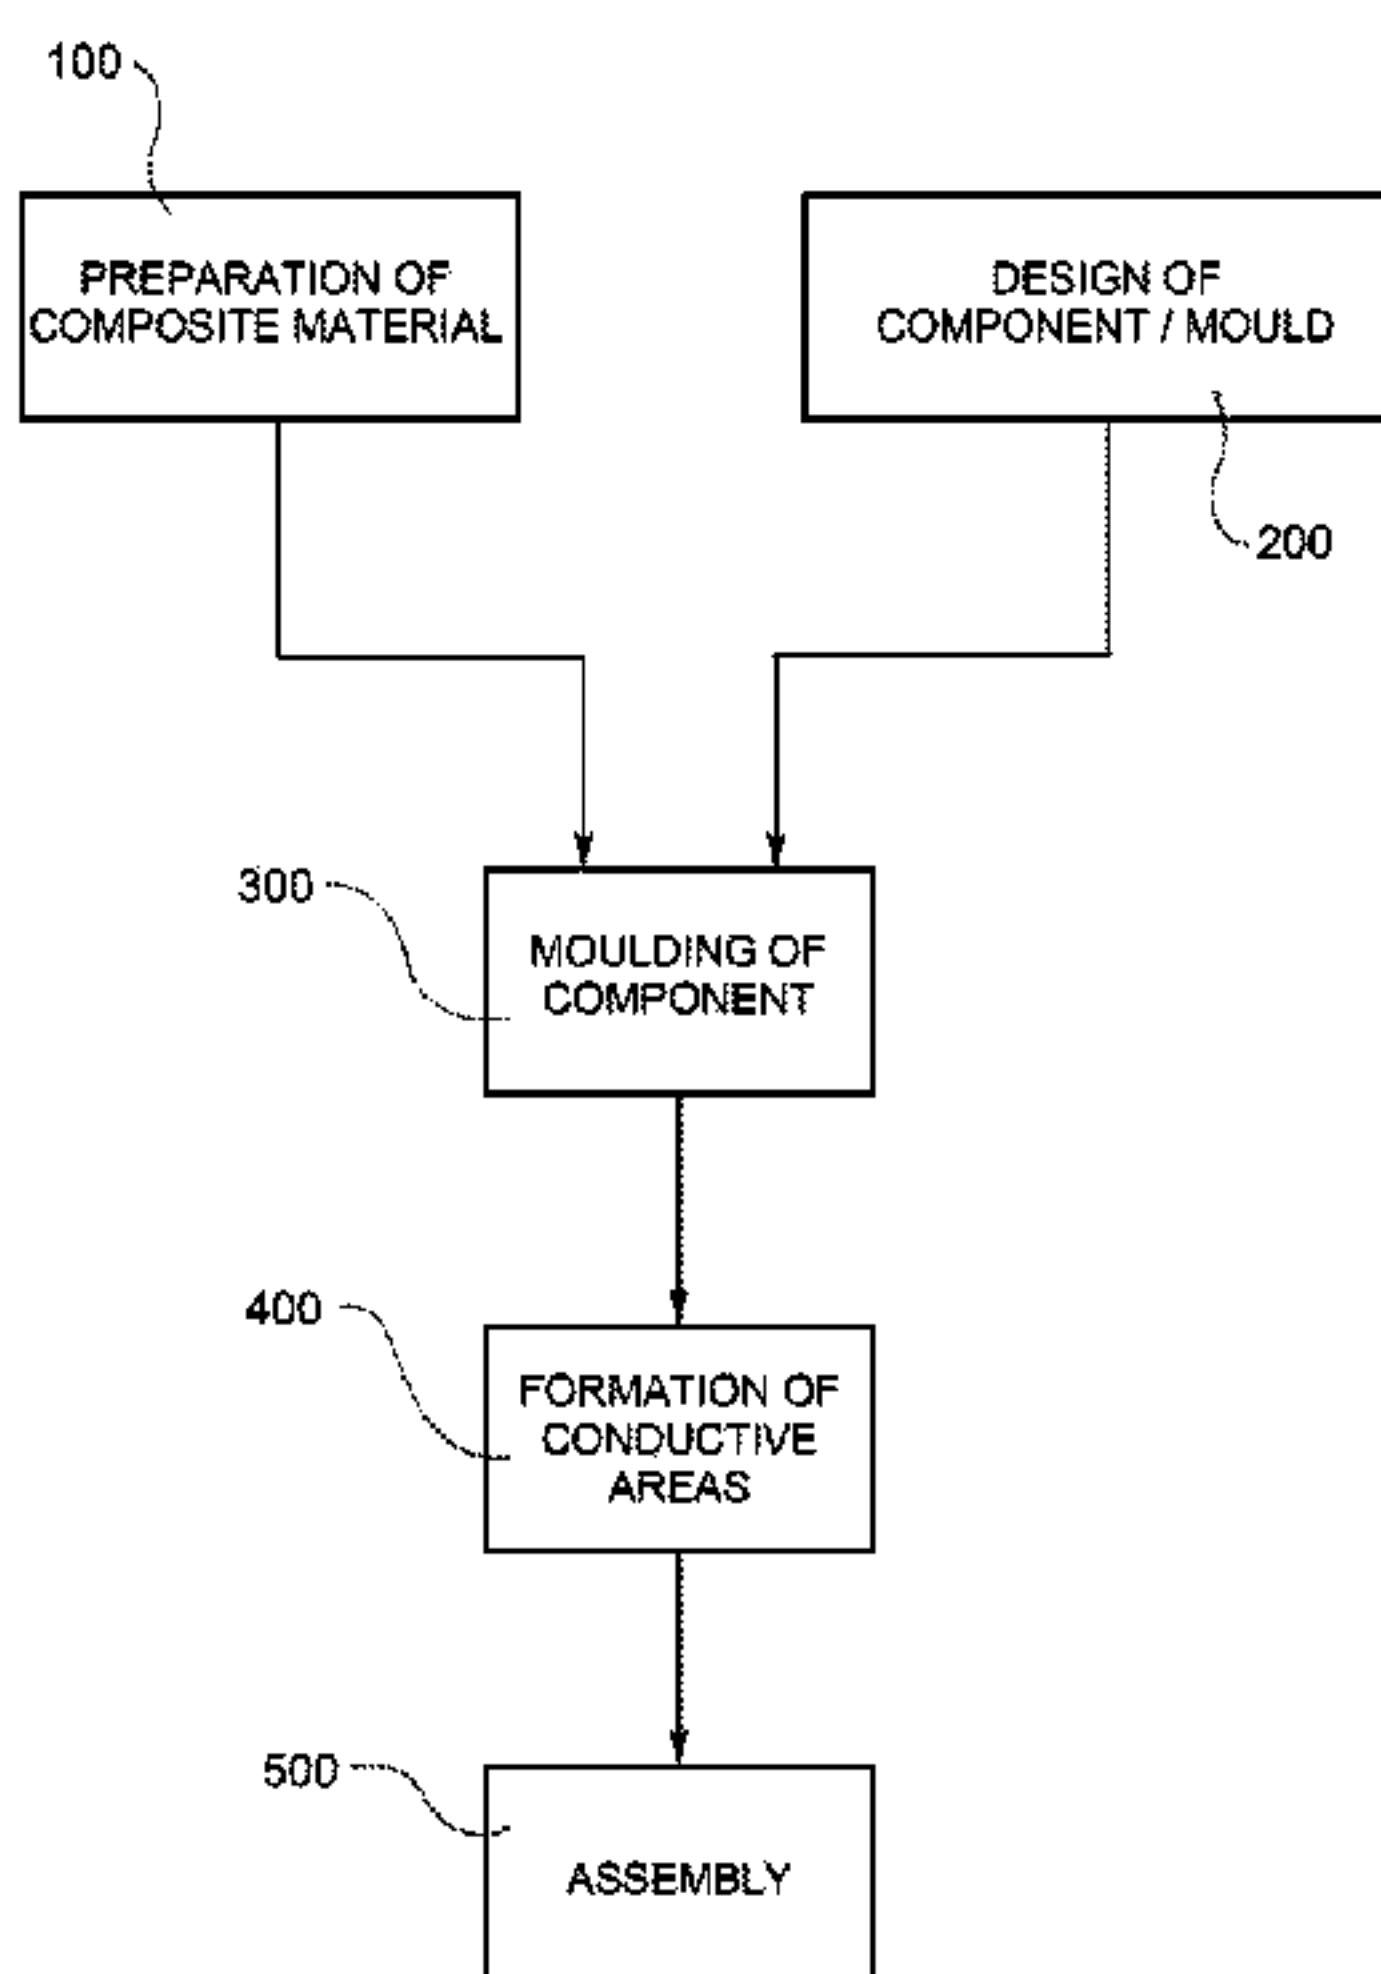 100
PREPARATION OF
COMPOSITE MATERIAL
DESIGN OF
COMPONENT / MOULD
200
300
MOULDING OF
COMPONENT
400
FORMATION OF
CONDUCTIVE
AREAS
500
ASSEMBLY